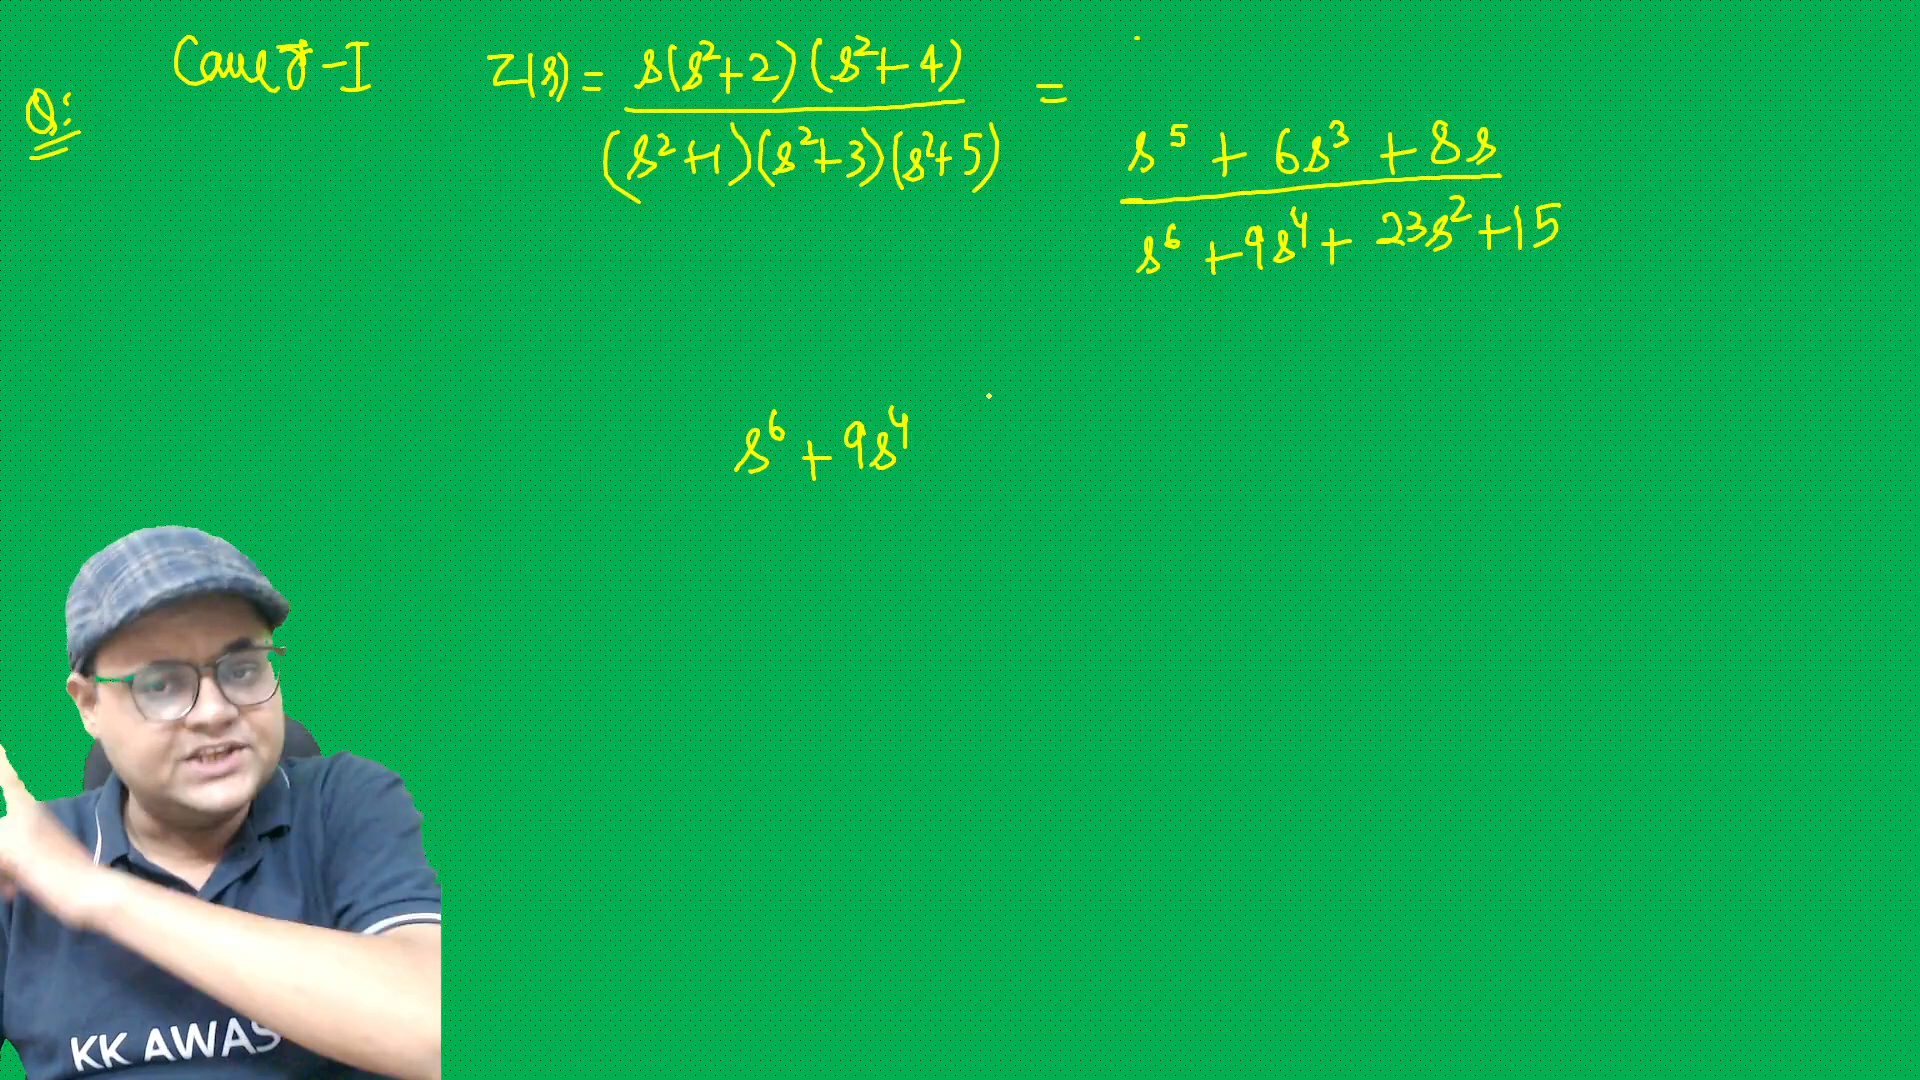 Cauer-I Z(s) = s(s²+2)(s²+4) =
Q:
(s²+1)(s²+3)(s²+5)
s⁵ + 6s³ + 8s
s⁶ + 9s⁴ + 23s² + 15
s⁶ + 9s⁴
KK AWAS